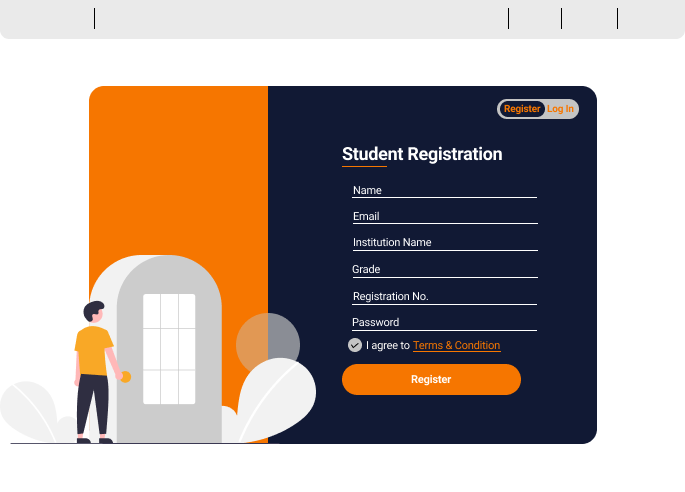 Register Log In
Student Registration
Name
Email
Institution Name
Grade
Registration No.
Password
I agree to Terms & Condition
Register